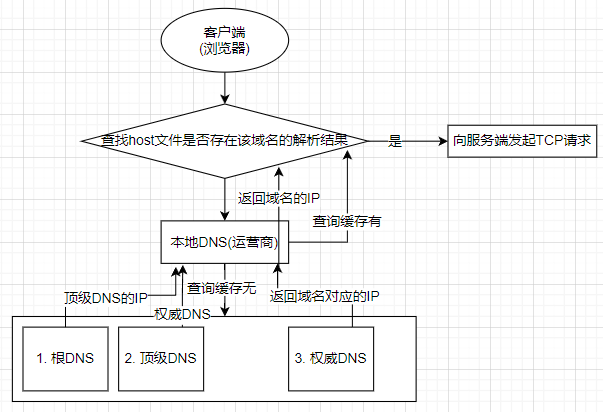 客户端
(浏览器)
查找host文件是否存在该域名的解析结果
是
向服务端发起TCP请求
返回域名的IP
查询缓存有
本地DNS(运营商)
顶级DNS的IP
查询缓存无
返回域名对应的IP
权威DNS
1. 根DNS
2. 顶级DNS
3. 权威DNS